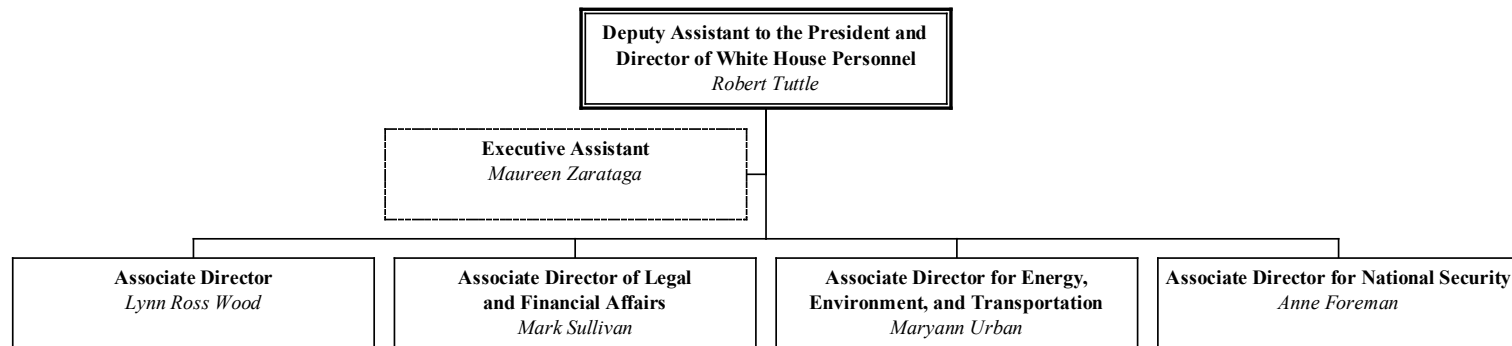 Deputy Assistant to the President and
Director of White House Personnel
Robert Tuttle
Executive Assistant
Maureen Zarataga
Associate Director
Lynn Ross Wood
Associate Director of Legal
and Financial Affairs
Mark Sullivan
Associate Director for Energy,
Environment, and Transportation
Maryann Urban
Associate Director for National Security
Anne Foreman